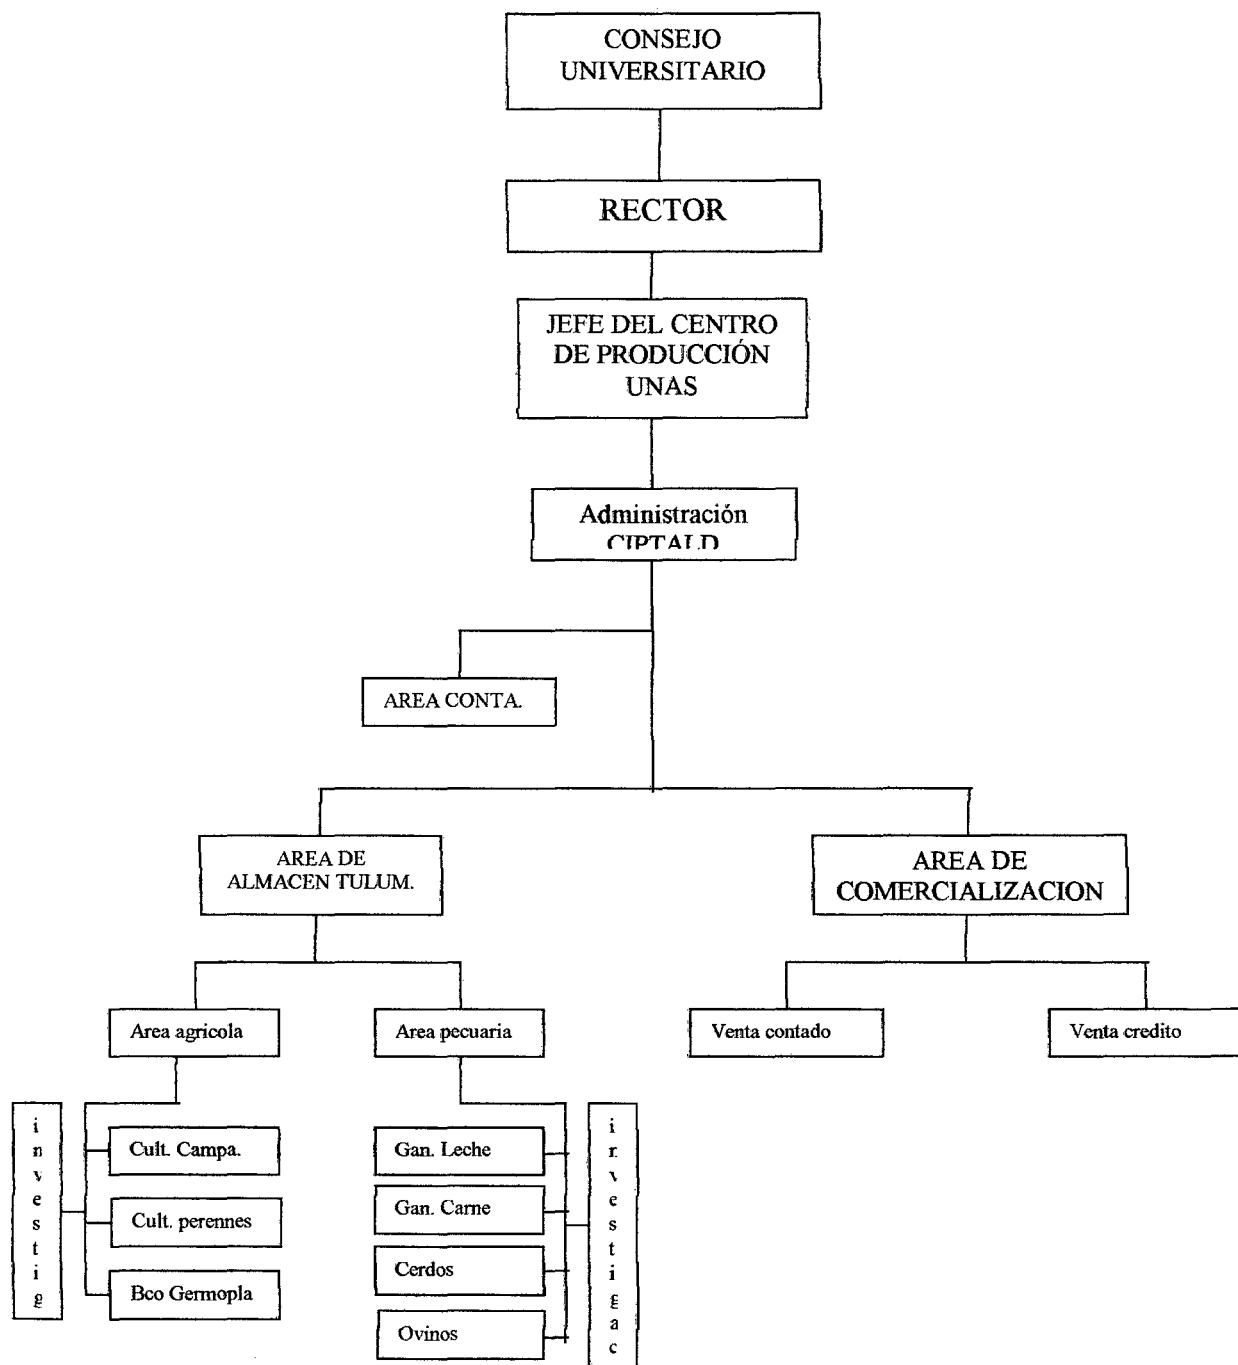 CONSEJO
UNIVERSITARIO
RECTOR
JEFE DEL CENTRO
DE PRODUCCIÓN
UNAS
Administración
CIPTALD
AREA CONTA.
AREA DE
ALMACEN TULUM.
AREA DE
COMERCIALIZACION
Area agricola
Area pecuaria
Venta contado
Venta credito
investig
Cult. Campa.
Cult. perennes
Bco Germopla
Gan. Leche
Gan. Carne
Cerdos
Ovinos
investigac